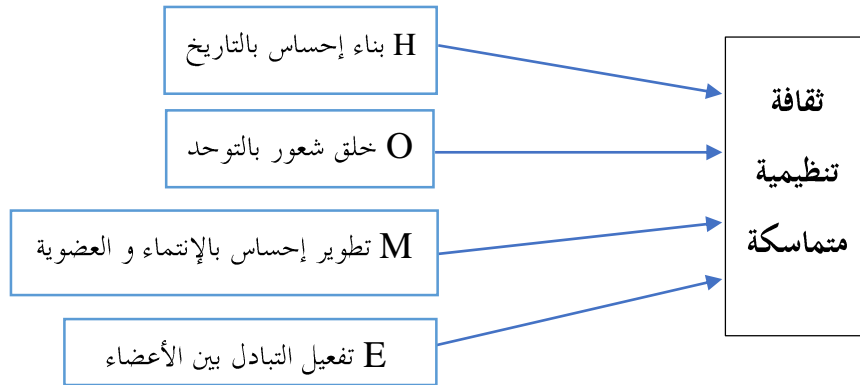 H بناء إحساس بالتاريخ
O خلق شعور بالتوحد
M تطوير إحساس بالإنتماء و العضوية
E تفعيل التبادل بين الأعضاء
ثقافة
تنظيمية
متماسكة